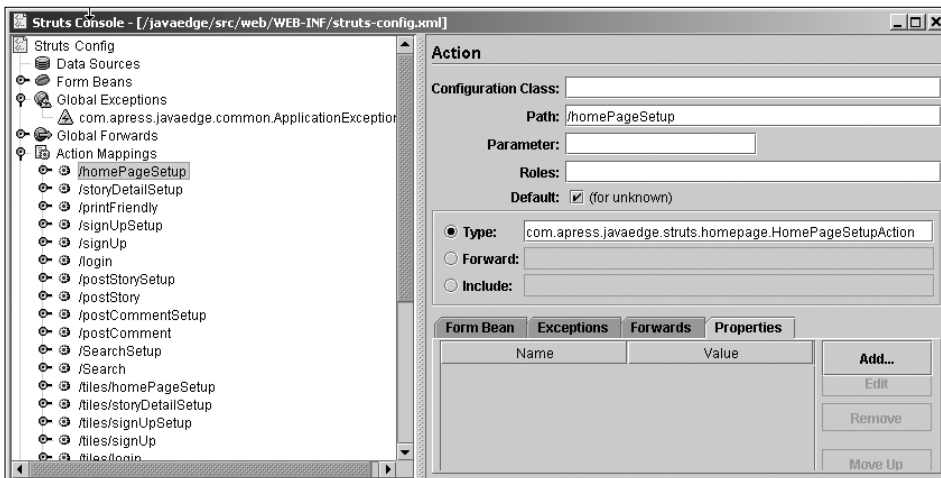 Struts Console - [/javaedge/src/web/WEB-INF/struts-config.xml]
Struts Config
Data Sources
Form Beans
Global Exceptions
com.apress.javaedge.common.ApplicationException
Global Forwards
Action Mappings
/homePageSetup
/storyDetailSetup
/printFriendly
/signUpSetup
/signUp
/login
/postStorySetup
/postStory
/postCommentSetup
/postComment
/SearchSetup
/Search
/tiles/homePageSetup
/tiles/storyDetailSetup
/tiles/signUpSetup
/tiles/signUp
/tiles/login
Action
Configuration Class:
Path: /homePageSetup
Parameter:
Roles:
Default: (for unknown)
Type: com.apress.javaedge.struts.homepage.HomePageSetupAction
Forward:
Include:
Form Bean Exceptions Forwards Properties
Name Value
Add...
Edit
Remove
Move Up